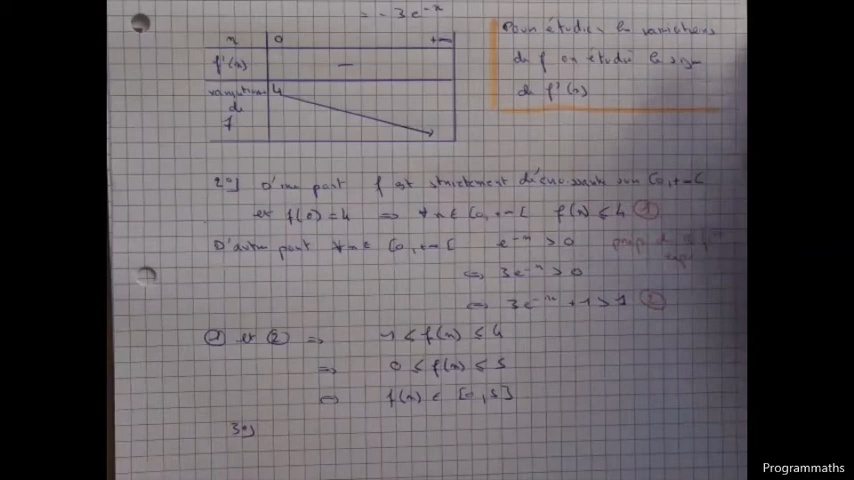 = -3e^{-x}
Pour étudier les variations
de f on étudie le signe
de f'(x)
x 0 +∞
f'(x) —
variations 4
de
f
2°) D'une part f est strictement décroissante sur [0, +∞[
et f(0) = 4 ⟹ ∀x ∈ [0, +∞[ f(x) ≤ 4 ①
D'autre part ∀x ∈ [0, +∞[ e^{-x} > 0
⟺ 3e^{-x} > 0
⟺ 3e^{-x} + 1 > 1 ②
① et ② ⟹ 1 ≤ f(x) ≤ 4
⟹ 0 ≤ f(x) ≤ 5
⟺ f(x) ∈ [0, 5]
3°)
Programmaths